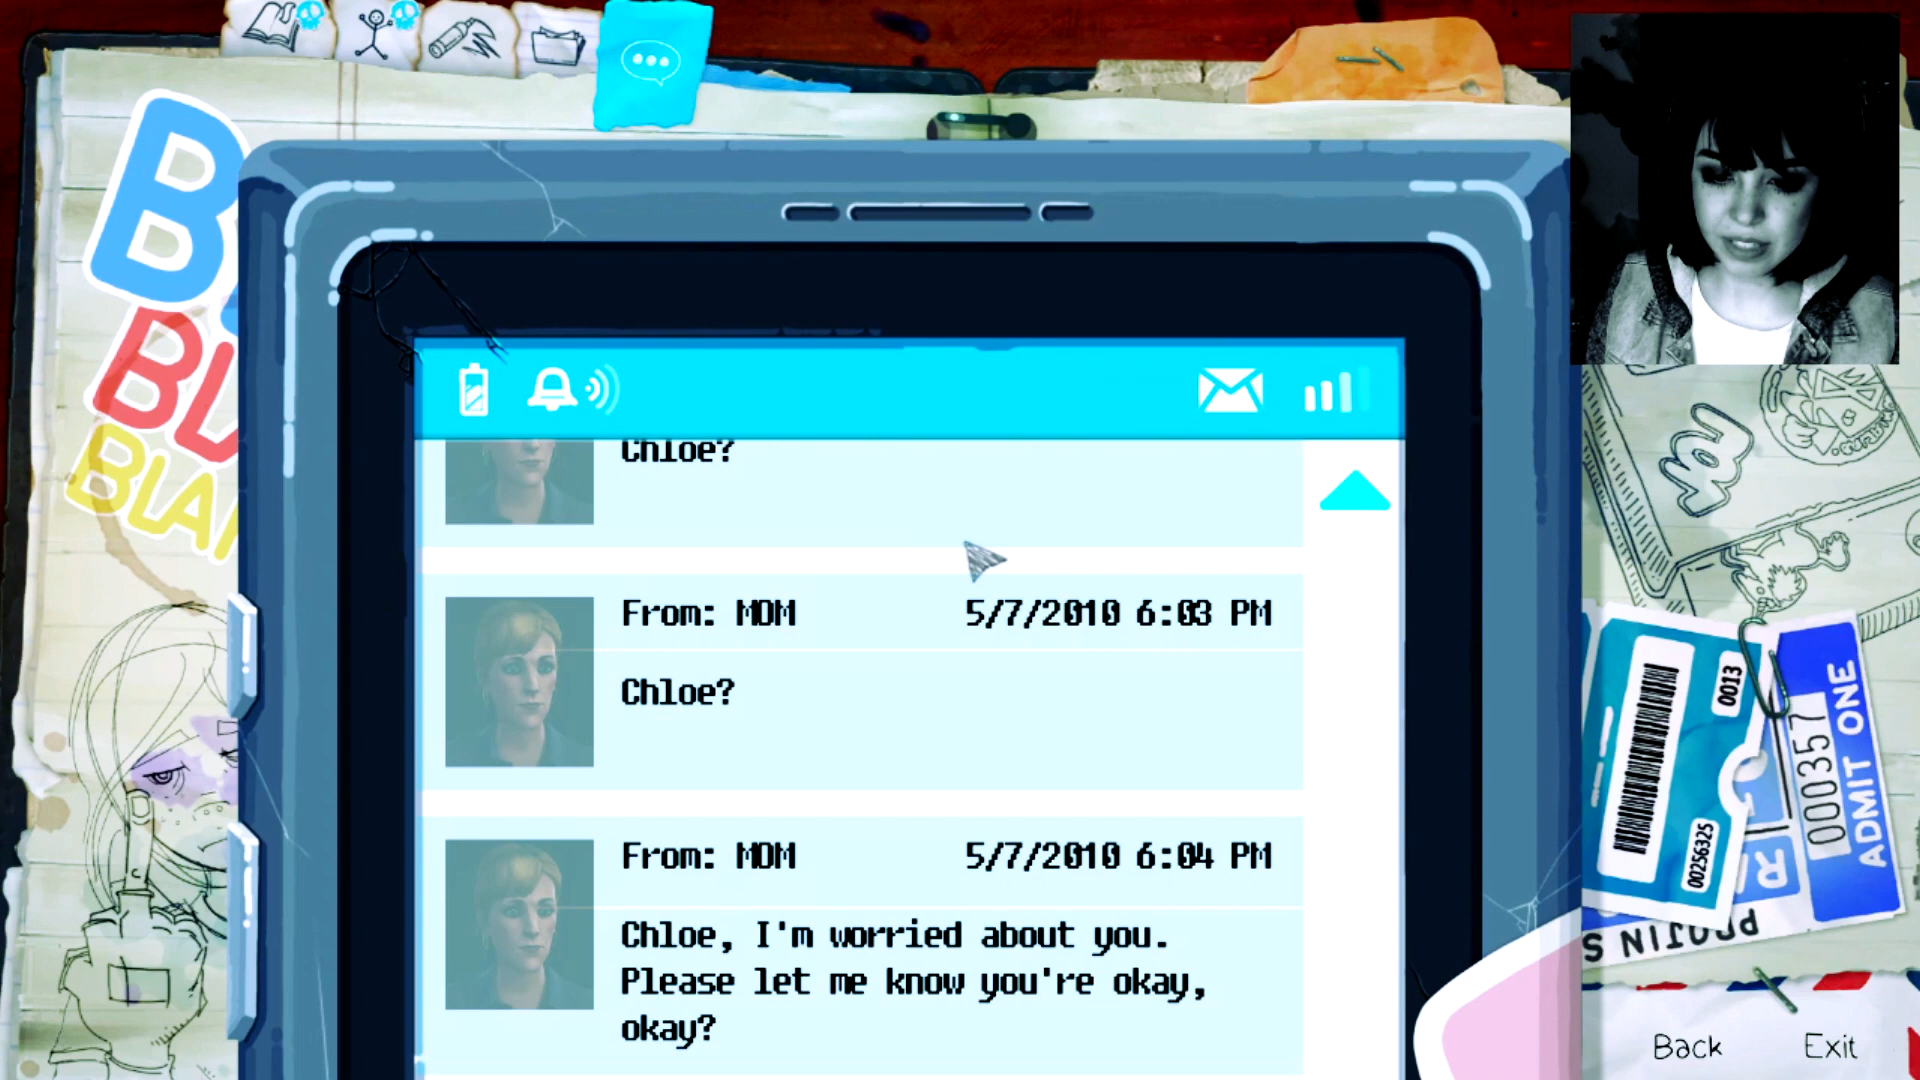 Chloe?
From: MOM 5/7/2010 6:03 PM
Chloe?
From: MOM 5/7/2010 6:04 PM
Chloe, I'm worried about you.
Please let me know you're okay,
okay?
0013
00256325
000357
ADMIT ONE
Back Exit